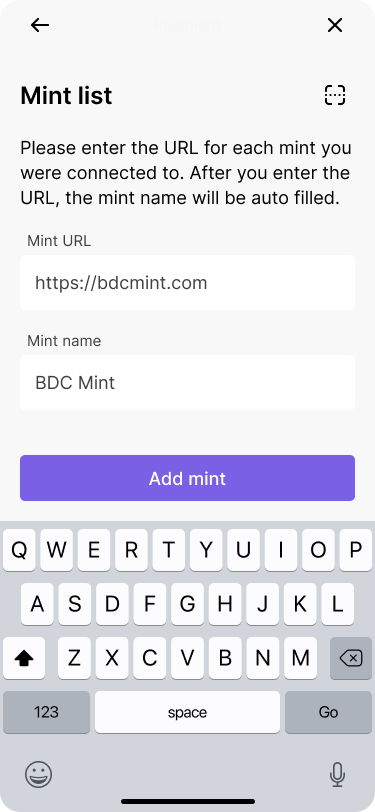 Mint list
Please enter the URL for each mint you
were connected to. After you enter the
URL, the mint name will be auto filled.
Mint URL
https://bdcmint.com
Mint name
BDC Mint
Add mint
Q W E R T Y U I O P
A S D F G H J K L
Z X C V B N M
123 space Go